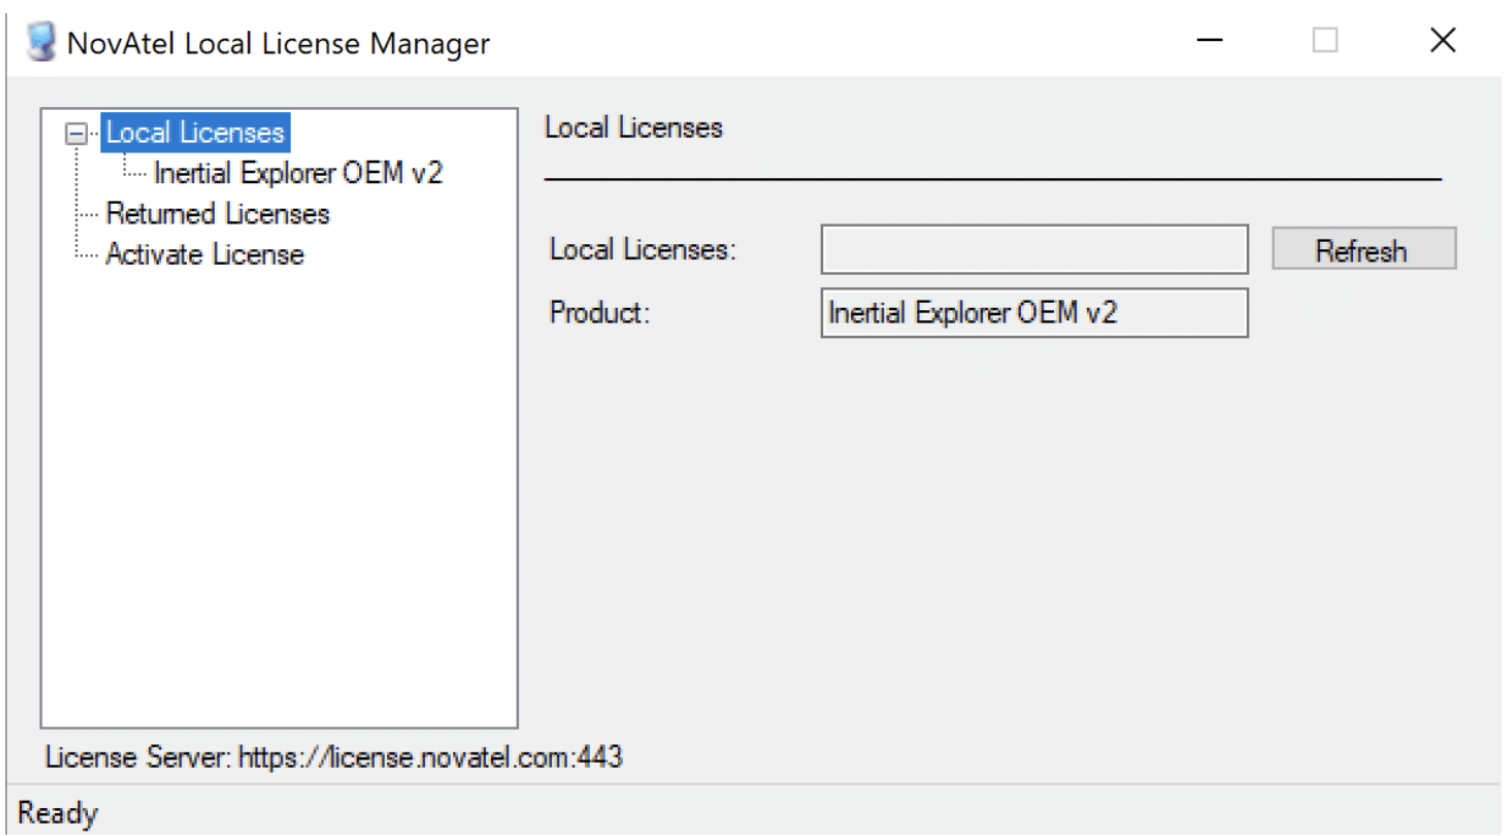 NovAtel Local License Manager
Local Licenses
Inertial Explorer OEM v2
Returned Licenses
Activate License
Local Licenses
Local Licenses:
Refresh
Product:
Inertial Explorer OEM v2
License Server: https://license.novatel.com:443
Ready